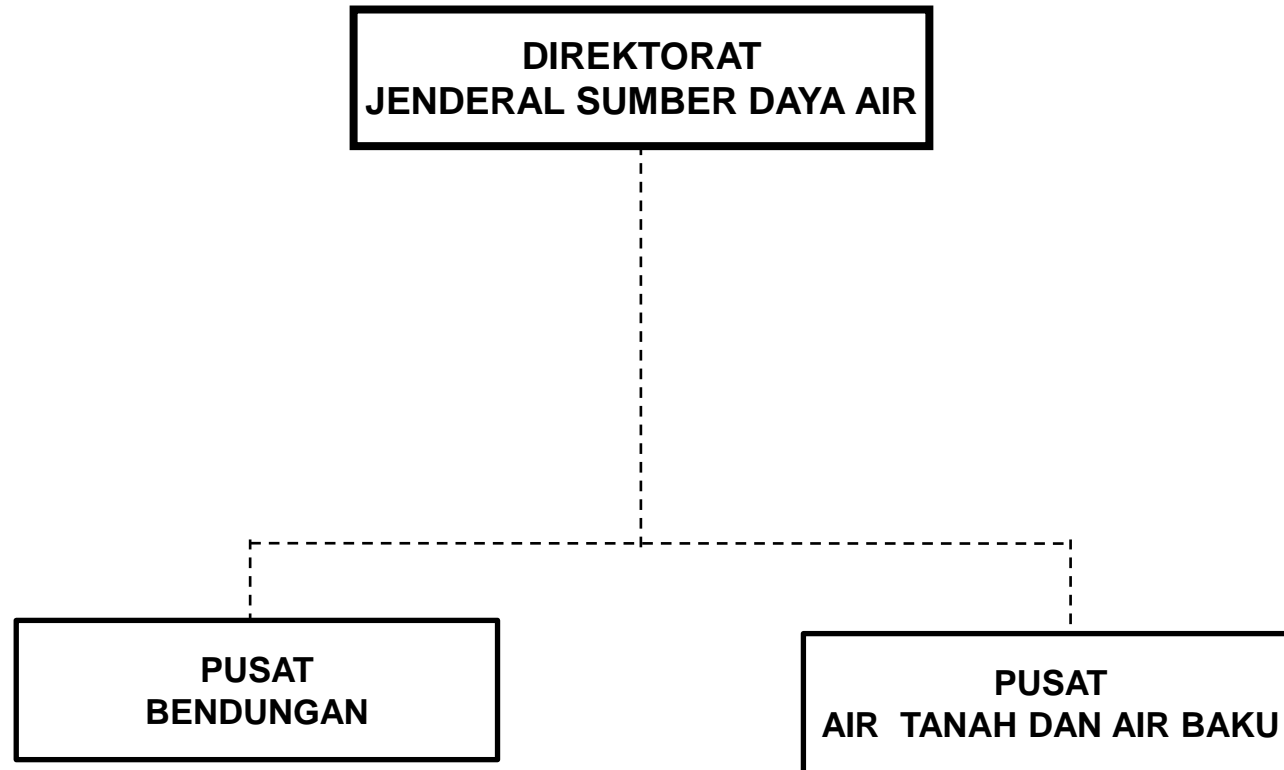 DIREKTORAT
JENDERAL SUMBER DAYA AIR
PUSAT
BENDUNGAN
PUSAT
AIR TANAH DAN AIR BAKU